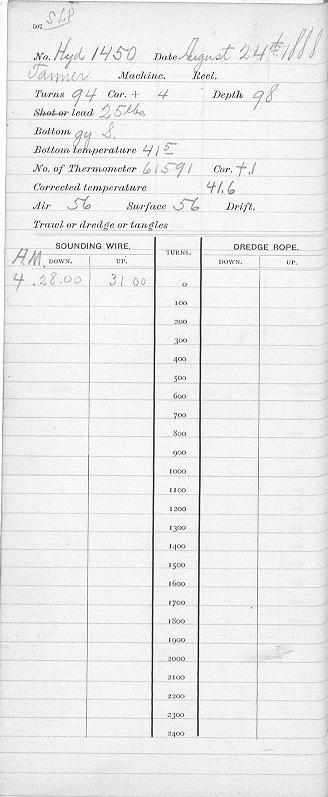 507 SLP
No. Hyd 1450 Date August 24th 1888
Tanner Machine. Reel.
Turns 94 Cor. + 4 Depth 98
Shot or lead 25 lbs.
Bottom gy S.
Bottom temperature 41 5
No. of Thermometer 61591 Cor. +.1
Corrected temperature 41.6
Air 56 Surface 56 Drift.
Trawl or dredge or tangles
SOUNDING WIRE. TURNS. DREDGE ROPE.
A.M. DOWN. UP. DOWN. UP.
4 .28.00 31 00 0
100
200
300
400
500
600
700
800
900
1000
1100
1200
1300
1400
1500
1600
1700
1800
1900
2000
2100
2200
2300
2400